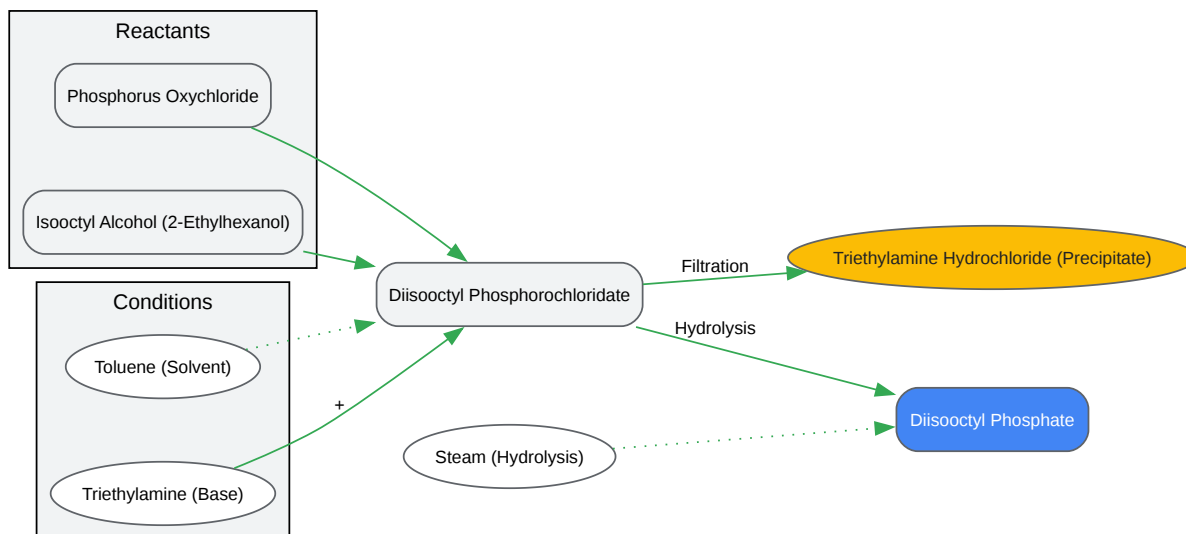 Reactants
Phosphorus Oxychloride
Isooctyl Alcohol (2-Ethylhexanol)
Conditions
Toluene (Solvent)
+
Triethylamine (Base)
Diisooctyl Phosphorochloridate
Steam (Hydrolysis)
Filtration
Hydrolysis
Triethylamine Hydrochloride (Precipitate)
Diisooctyl Phosphate